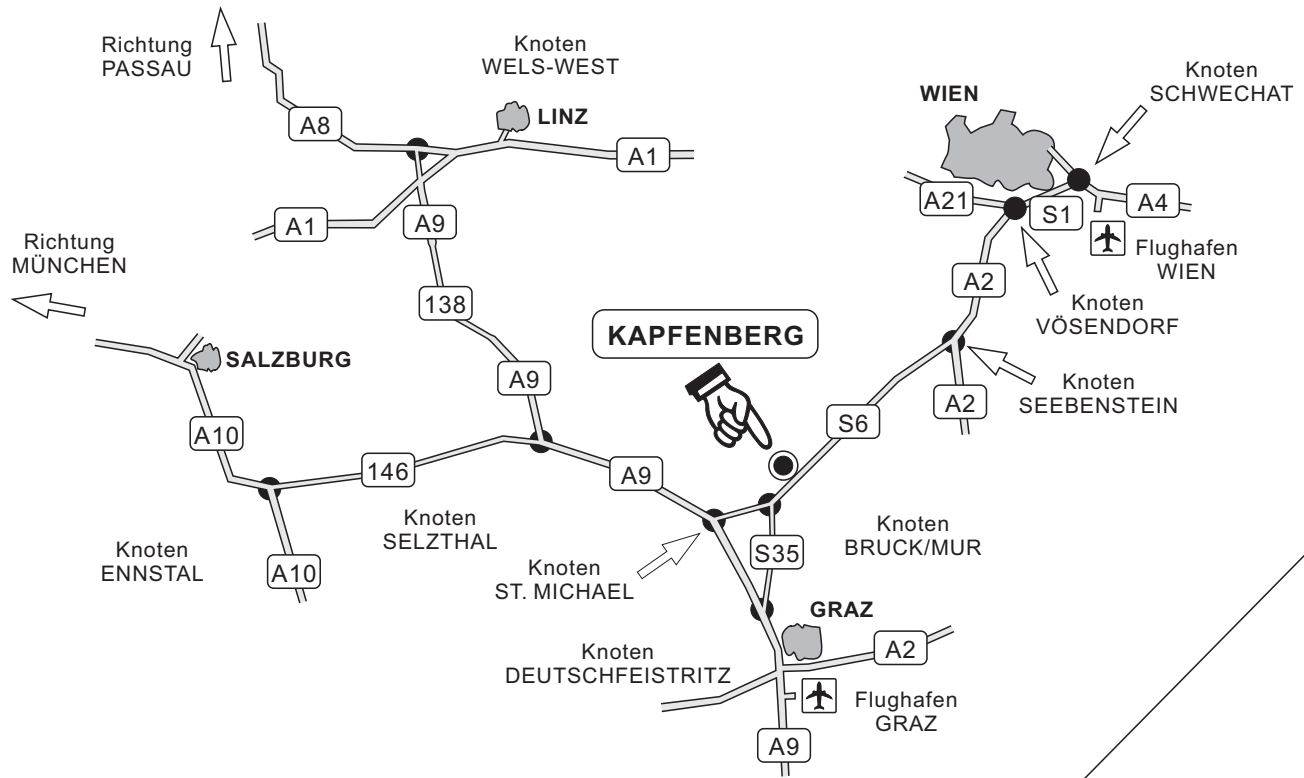 Richtung
PASSAU
Knoten
WELS-WEST
LINZ
A8
A1
A1
A9
WIEN
Knoten
SCHWECHAT
A21
S1
A4
Flughafen
WIEN
Richtung
MÜNCHEN
138
A2
Knoten
VÖSENDORF
KAPFENBERG
SALZBURG
A9
A2
Knoten
SEEBENSTEIN
A10
S6
146
A9
Knoten
SELZTHAL
Knoten
BRUCK/MUR
Knoten
ENNSTAL
A10
S35
Knoten
ST. MICHAEL
GRAZ
A2
Knoten
DEUTSCHFEISTRITZ
Flughafen
GRAZ
A9